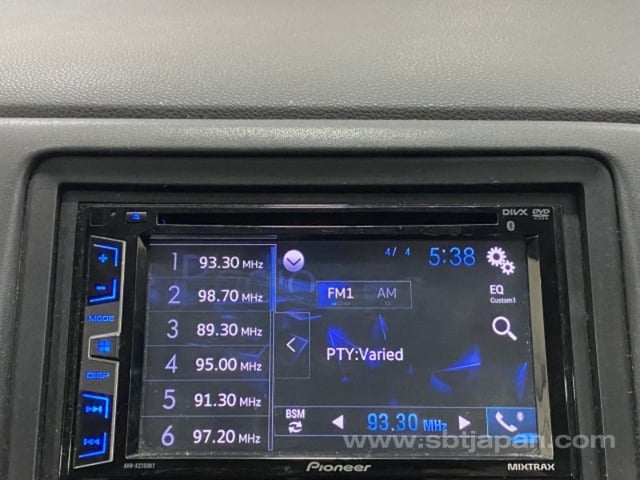 DIVX DVD
4/ 4 5:38
1 93.30 MHz
2 98.70 MHz
3 89.30 MHz
4 95.00 MHz
5 91.30 MHz
6 97.20 MHz
FM1 AM
EQ
Custom1
PTY:Varied
BSM
93.30 MHz
MODE
DISP
Pioneer
MIXTRAX
www.sbtjapan.com